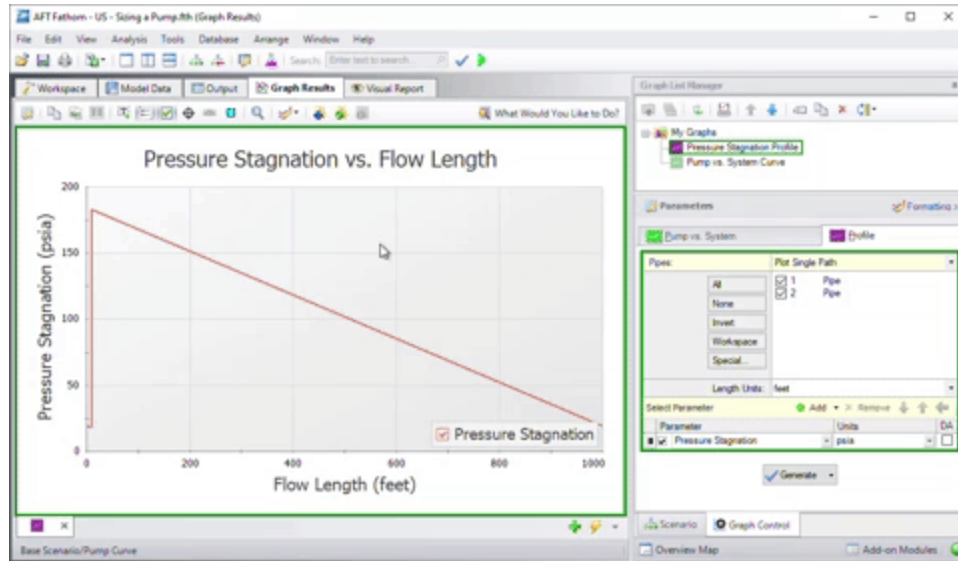 AFT Fathom - US - Sizing a Pump.fth (Graph Results)
File Edit View Analysis Tools Database Arrange Window Help
Search: Enter text to search...
Workspace Model Data Output Graph Results Visual Report
What Would You Like to Do?
Pressure Stagnation vs. Flow Length
Pressure Stagnation (psia)
200
150
100
50
0
0 200 400 600 800 1000
Flow Length (feet)
Pressure Stagnation
Base Scenario/Pump Curve
Graph List Manager
My Graphs
Pressure Stagnation Profile
Pump vs. System Curve
Parameters Formatting >
Pump vs. System Profile
Pipes: Plot Single Path
All
None
Invert
Workspace
Special...
1 Pipe
2 Pipe
Length Units: feet
Select Parameter Add Remove
Parameter Units DA
Pressure Stagnation psia
Generate
Scenario Graph Control
Overview Map Add-on Modules